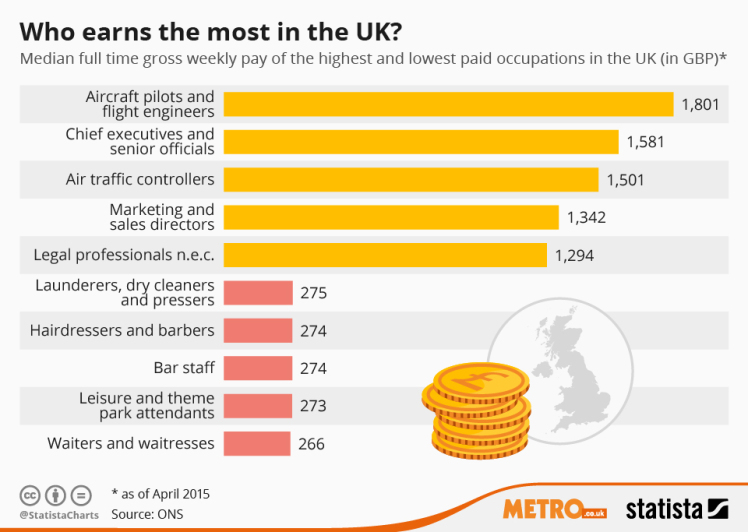 Who earns the most in the UK?
Median full time gross weekly pay of the highest and lowest paid occupations in the UK (in GBP)*
Aircraft pilots and
flight engineers
1,801
Chief executives and
senior officials
1,581
Air traffic controllers
1,501
Marketing and
sales directors
1,342
Legal professionals n.e.c.
1,294
Launderers, dry cleaners
and pressers
275
Hairdressers and barbers
274
Bar staff
274
Leisure and theme
park attendants
273
Waiters and waitresses
266
£
cc
@StatistaCharts
* as of April 2015
Source: ONS
METRO.co.uk
statista